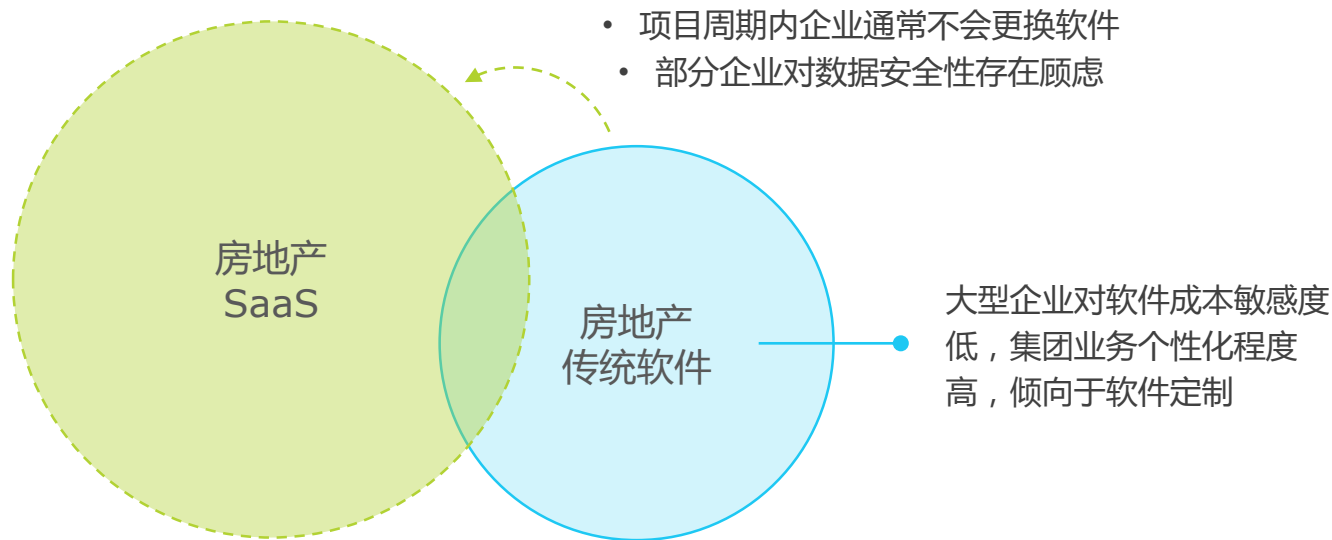 • 项目周期内企业通常不会更换软件
• 部分企业对数据安全性存在顾虑
房地产
SaaS
房地产
传统软件
大型企业对软件成本敏感度
低，集团业务个性化程度
高，倾向于软件定制